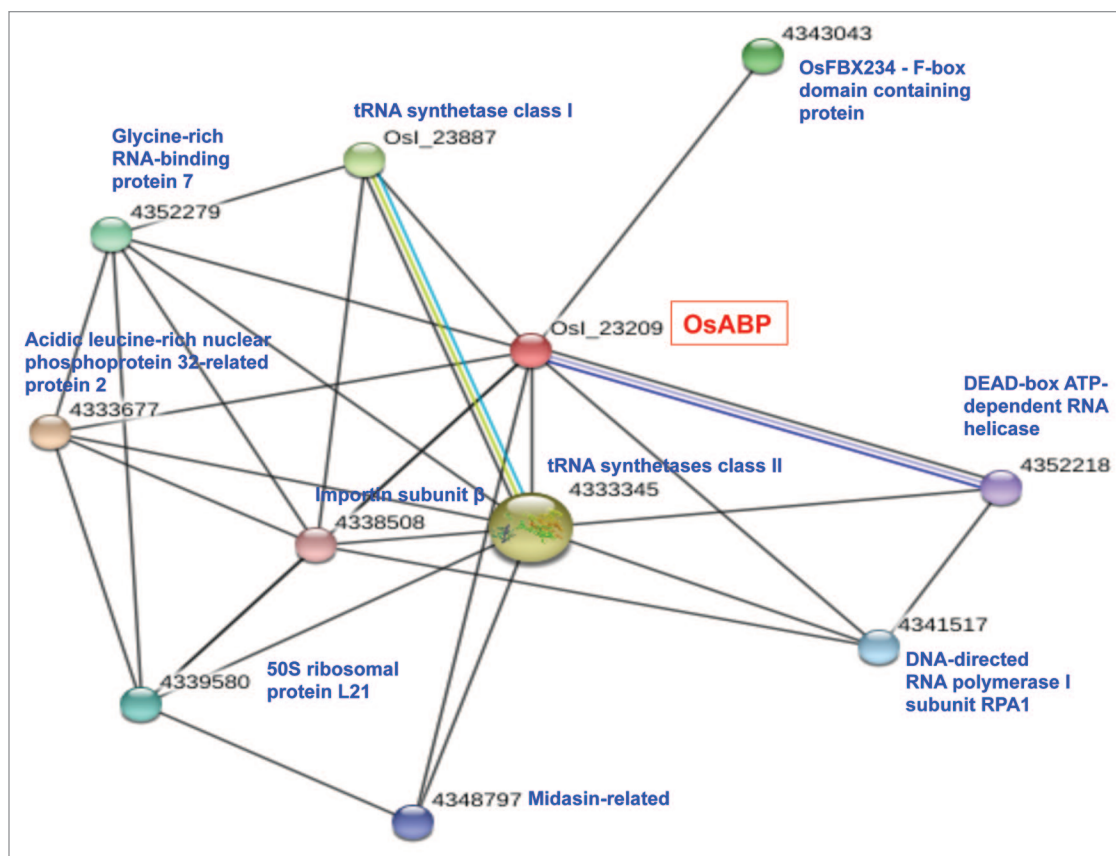 4343043
OsFBX234 - F-box
domain containing
protein
tRNA synthetase class I
OsI_23887
Glycine-rich
RNA-binding
protein 7
4352279
OsI_23209
OsABP
Acidic leucine-rich nuclear
phosphoprotein 32-related
protein 2
4333677
DEAD-box ATP-
dependent RNA
helicase
4352218
tRNA synthetases class II
4333345
Importin subunit β
4338508
4341517
DNA-directed
RNA polymerase I
subunit RPA1
50S ribosomal
protein L21
4339580
4348797
Midasin-related